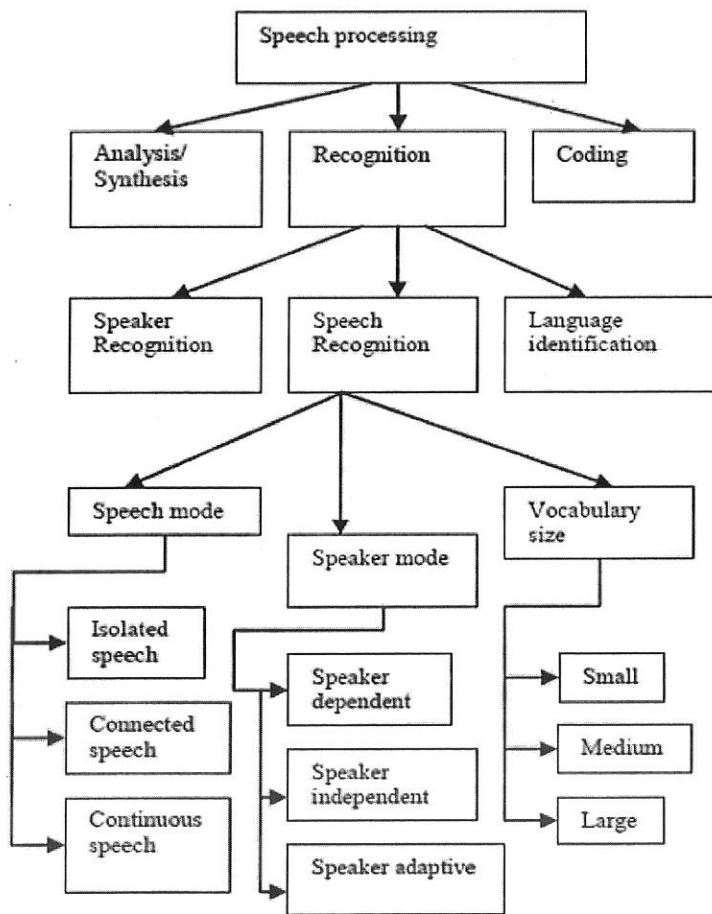 Speech processing
Analysis/
Synthesis
Recognition
Coding
Speaker
Recognition
Speech
Recognition
Language
identification
Speech mode
Speaker mode
Vocabulary
size
Isolated
speech
Connected
speech
Continuous
speech
Speaker
dependent
Speaker
independent
Speaker adaptive
Small
Medium
Large